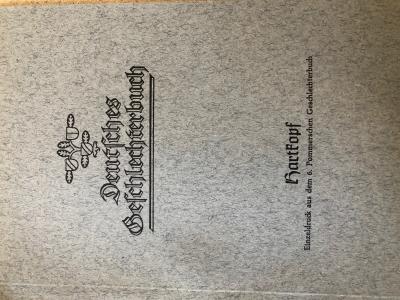 Deutsches
Geschlechterbuch
Hartkopf
Einzeldruck aus dem 6. Pommerschen Geschlechterbuch